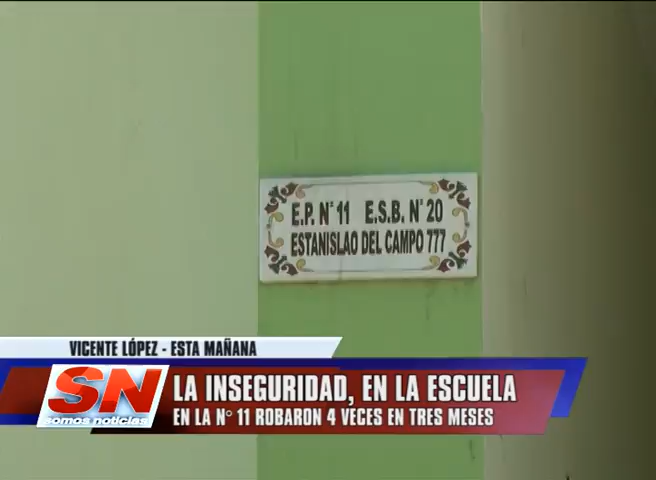 E.P. N° 11 E.S.B. N° 20
ESTANISLAO DEL CAMPO 777
VICENTE LÓPEZ - ESTA MAÑANA
SN
somos noticias
LA INSEGURIDAD, EN LA ESCUELA
EN LA N° 11 ROBARON 4 VECES EN TRES MESES